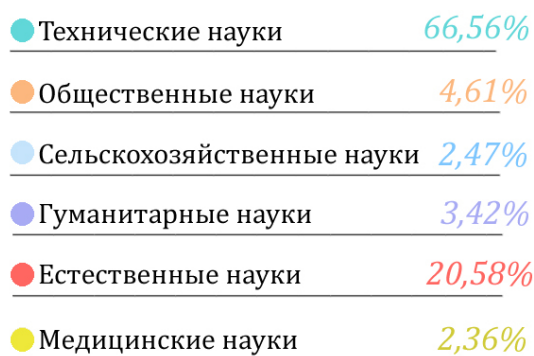 Технические науки 66,56%
Общественные науки 4,61%
Сельскохозяйственные науки 2,47%
Гуманитарные науки 3,42%
Естественные науки 20,58%
Медицинские науки 2,36%